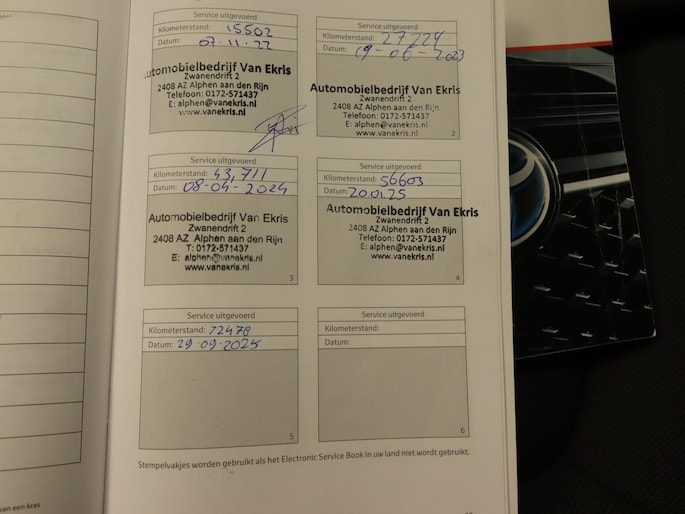 Service uitgevoerd
Kilometerstand: 15502
Datum: 07-11-22
Automobielbedrijf Van Ekris
Zwanendrift 2
2408 AZ Alphen aan den Rijn
Telefoon: 0172-571437
E: alphen@vanekris.nl
www.vanekris.nl
Service uitgevoerd
Kilometerstand: 27224
Datum: 19-06-2023
Automobielbedrijf Van Ekris
Zwanendrift 2
2408 AZ Alphen aan den Rijn
Telefoon: 0172-571437
E: alphen@vanekris.nl
www.vanekris.nl
2
Service uitgevoerd
Kilometerstand: 43,711
Datum: 08-04-2024
Automobielbedrijf Van Ekris
Zwanendrift 2
2408 AZ Alphen aan den Rijn
T: 0172-571437
E: alphen@vanekris.nl
www.vanekris.nl
3
Service uitgevoerd
Kilometerstand: 56603
Datum: 200125
Automobielbedrijf Van Ekris
Zwanendrift 2
2408 AZ Alphen aan den Rijn
Telefoon: 0172-571437
E: alphen@vanekris.nl
www.vanekris.nl
4
Service uitgevoerd
Kilometerstand: 72478
Datum: 29-09-2025
5
Service uitgevoerd
Kilometerstand:
Datum:
6
Stempelvakjes worden gebruikt als het Electronic Service Book in uw land niet wordt gebruikt.
van een kras